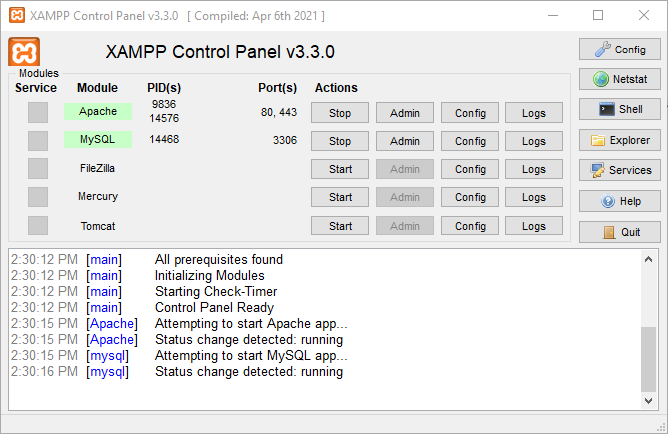 XAMPP Control Panel v3.3.0 [ Compiled: Apr 6th 2021 ]
XAMPP Control Panel v3.3.0
Config
Modules
Service Module PID(s) Port(s) Actions
Netstat
Apache 9836 14576 80, 443 Stop Admin Config Logs
Shell
MySQL 14468 3306 Stop Admin Config Logs
Explorer
FileZilla Start Admin Config Logs
Services
Mercury Start Admin Config Logs
Help
Tomcat Start Admin Config Logs
Quit
2:30:12 PM [main] All prerequisites found
2:30:12 PM [main] Initializing Modules
2:30:12 PM [main] Starting Check-Timer
2:30:12 PM [main] Control Panel Ready
2:30:15 PM [Apache] Attempting to start Apache app...
2:30:15 PM [Apache] Status change detected: running
2:30:15 PM [mysql] Attempting to start MySQL app...
2:30:16 PM [mysql] Status change detected: running